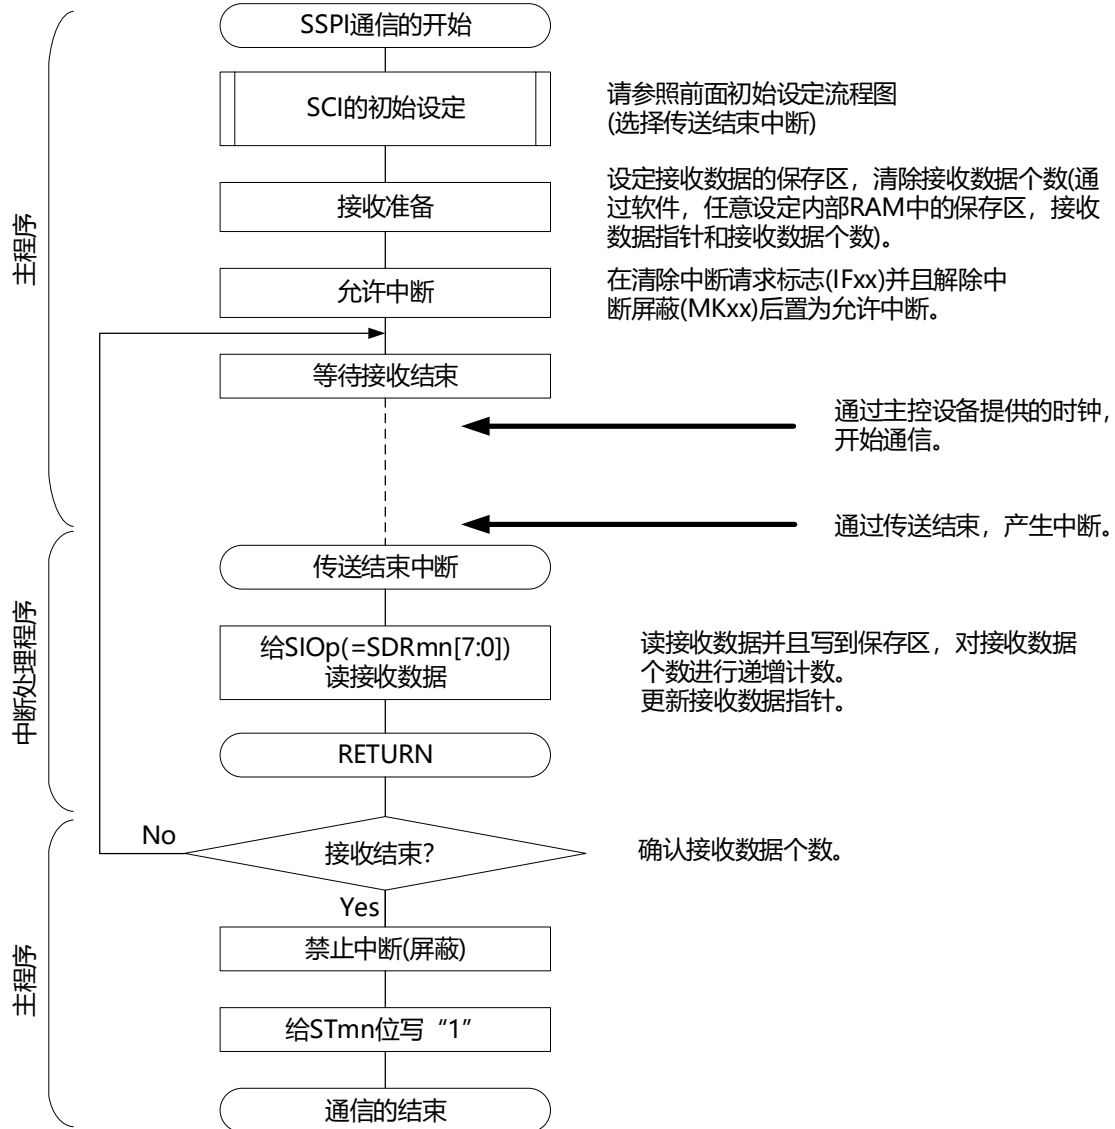 SSPI通信的开始
SCI的初始设定
请参照前面初始设定流程图
(选择传送结束中断)
接收准备
设定接收数据的保存区，清除接收数据个数(通
过软件，任意设定内部RAM中的保存区，接收
数据指针和接收数据个数)。
主程序
允许中断
在清除中断请求标志(IFxx)并且解除中
断屏蔽(MKxx)后置为允许中断。
等待接收结束
通过主控设备提供的时钟，
开始通信。
通过传送结束，产生中断。
传送结束中断
中断处理程序
给SIOp(=SDRmn[7:0])
读接收数据
读接收数据并且写到保存区，对接收数据
个数进行递增计数。
更新接收数据指针。
RETURN
No
接收结束?
确认接收数据个数。
Yes
禁止中断(屏蔽)
主程序
给STmn位写“1”
通信的结束